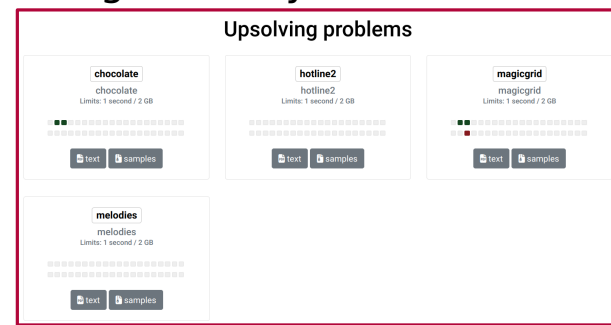 Upsolving problems
chocolate
chocolate
Limits: 1 second / 2 GB
text
samples
hotline2
hotline2
Limits: 1 second / 2 GB
text
samples
magicgrid
magicgrid
Limits: 1 second / 2 GB
text
samples
melodies
melodies
Limits: 1 second / 2 GB
text
samples